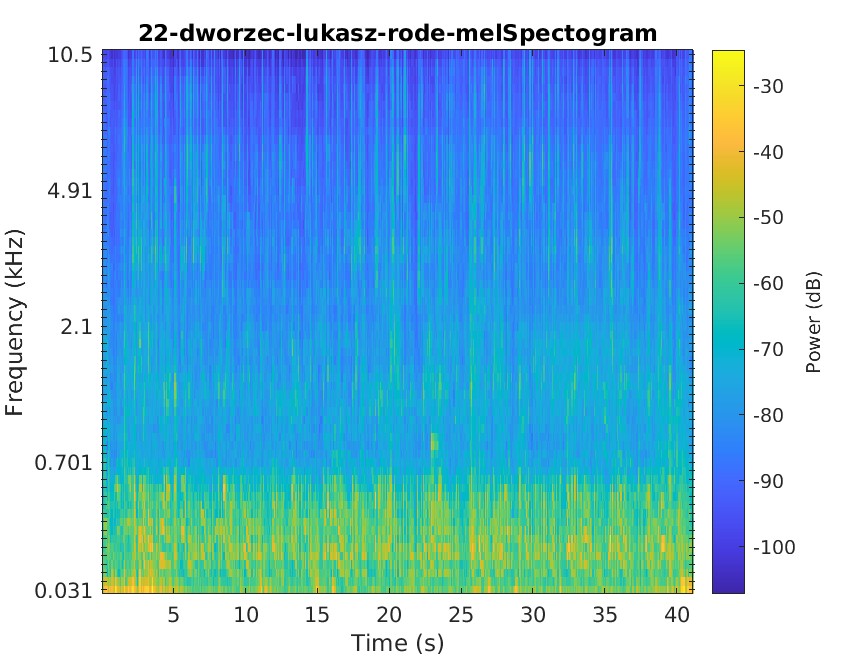 22-dworzec-lukasz-rode-melSpectogram
10.5
4.91
2.1
0.701
0.031
Frequency (kHz)
5 10 15 20 25 30 35 40
Time (s)
-30
-40
-50
-60
-70
-80
-90
-100
Power (dB)